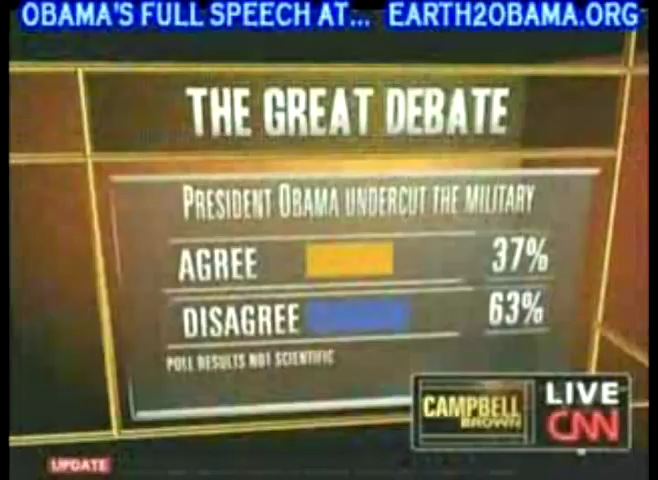 OBAMA'S FULL SPEECH AT... EARTH2OBAMA.ORG
THE GREAT DEBATE
PRESIDENT OBAMA UNDERCUT THE MILITARY
AGREE 37%
DISAGREE 63%
POLL RESULTS NOT SCIENTIFIC
CAMPBELL BROWN
LIVE
CNN
UPDATE